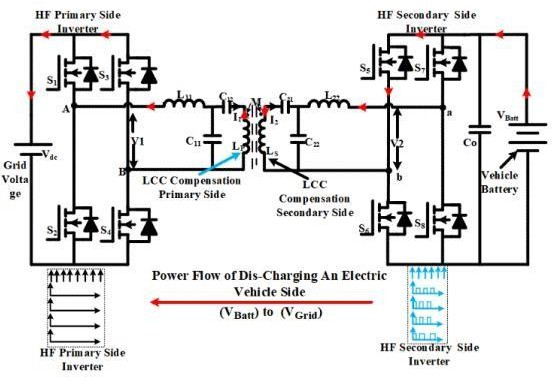 HF Primary Side
Inverter
HF Secondary Side
Inverter
S1
S3
S5
S7
L11
C12
M
C21
L22
A
a
I1
I2
VBatt
V1
V2
Vdc
C11
L1
LS
C22
Co
Grid
Volta
ge
B
b
Vehicle
Battery
LCC Compensation
Primary Side
LCC
Compensation
Secondary Side
S2
S4
S6
S8
Power Flow of Dis-Charging An Electric
Vehicle Side
(VBatt) to (VGrid)
HF Primary Side
Inverter
HF Secondary Side
Inverter